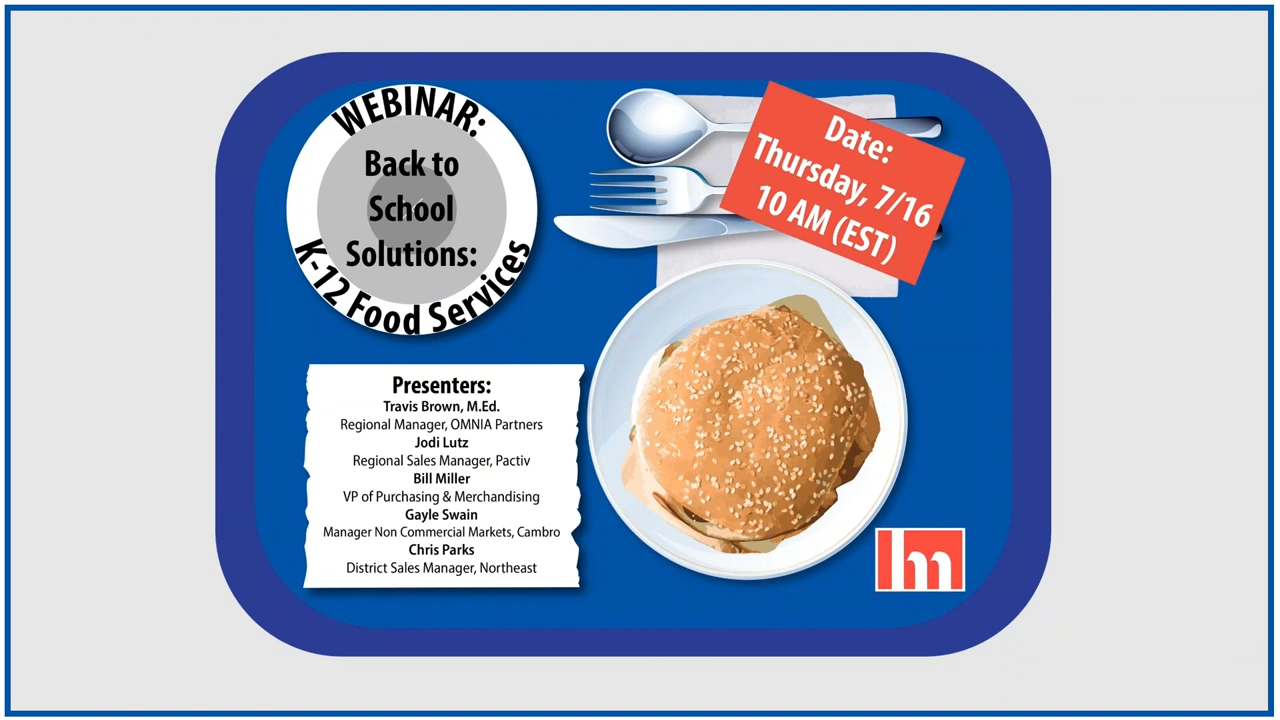 WEBINAR:
Back to
School
Solutions:
K-12 Food Services
Date:
Thursday, 7/16
10 AM (EST)
Presenters:
Travis Brown, M.Ed.
Regional Manager, OMNIA Partners
Jodi Lutz
Regional Sales Manager, Pactiv
Bill Miller
VP of Purchasing & Merchandising
Gayle Swain
Manager Non Commercial Markets, Cambro
Chris Parks
District Sales Manager, Northeast
lm